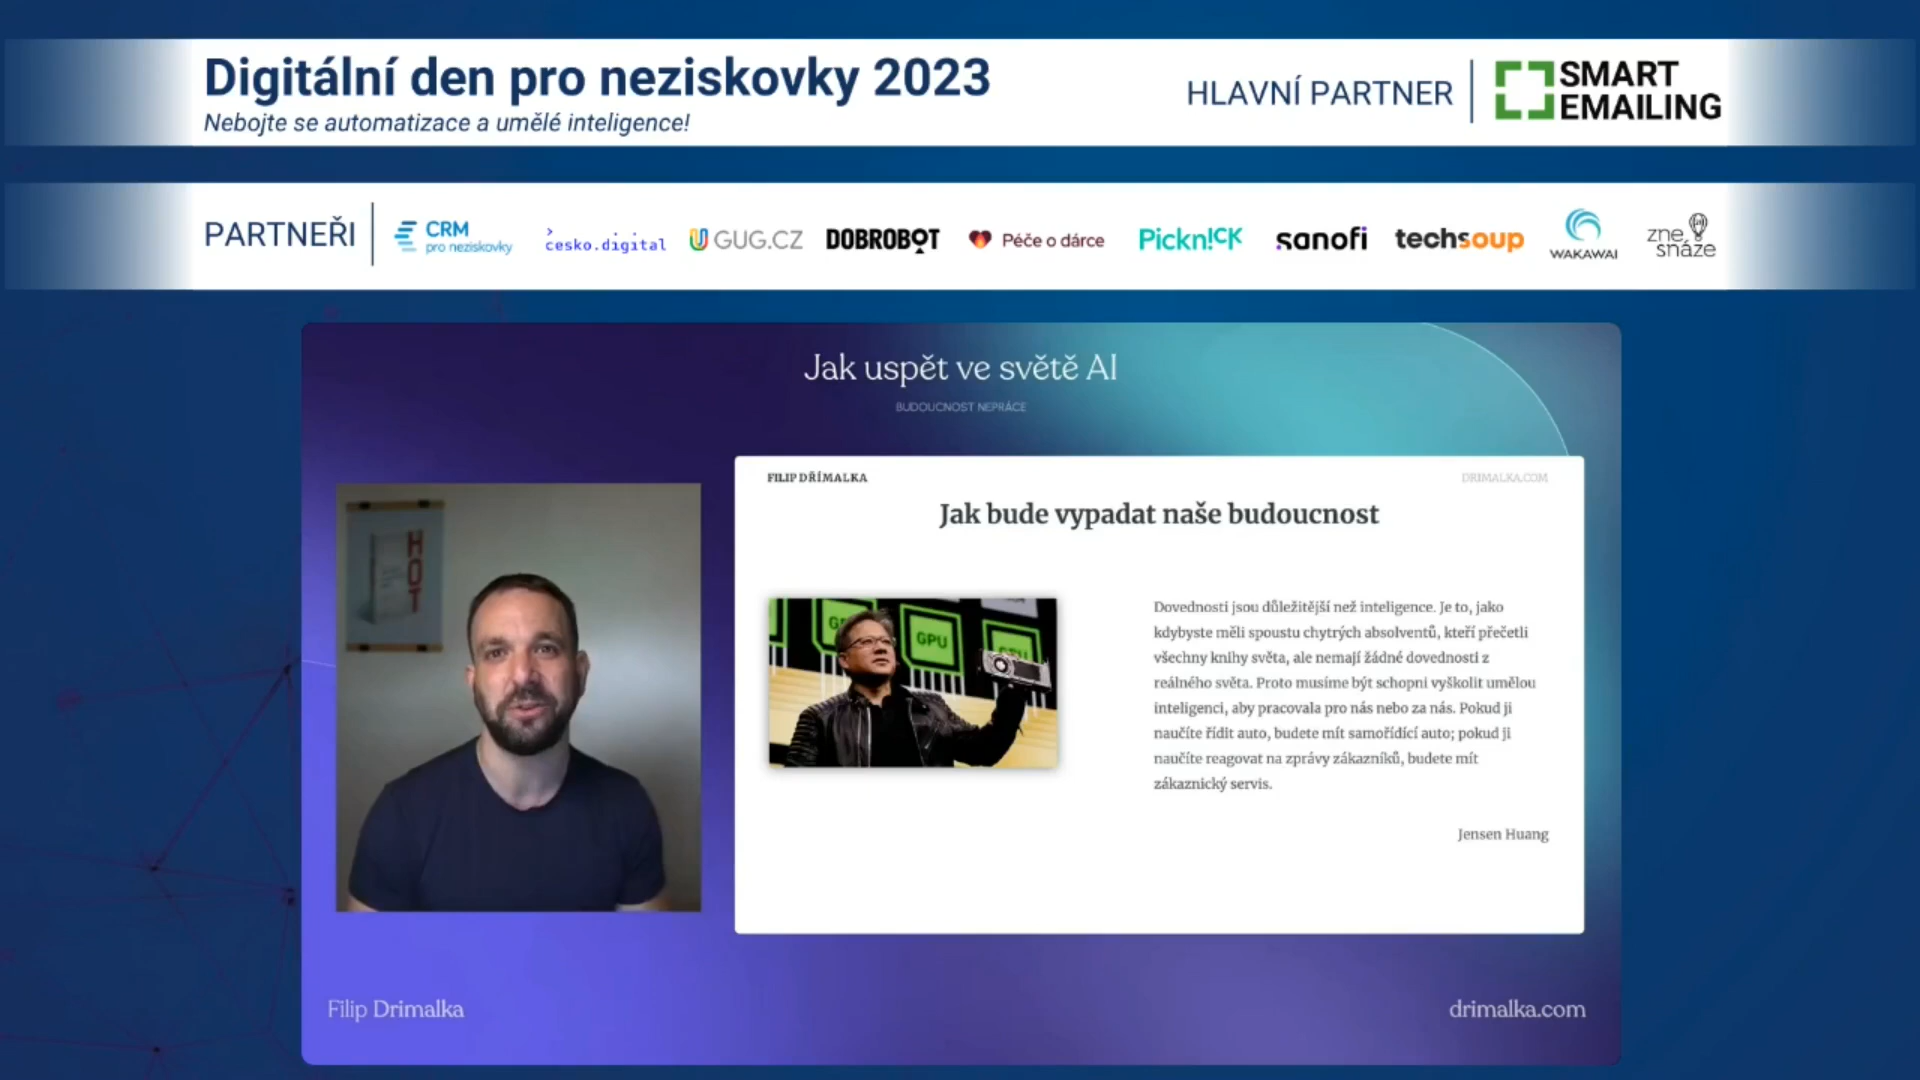 Digitální den pro neziskovky 2023
Nebojte se automatizace a umělé inteligence!
HLAVNÍ PARTNER
SMART
EMAILING
PARTNEŘI
CRM
pro neziskovky
cesko.digital
GUG.CZ
DOBROBOT
Péče o dárce
Pickn!CK
sanofi
techsoup
WAKAWAI
zne
snáze
Jak uspět ve světě AI
BUDOUCNOST NEPRÁCE
FILIP DŘÍMALKA
DRIMALKA.COM
Jak bude vypadat naše budoucnost
HOT
GPU
GPU
Dovednosti jsou důležitější než inteligence. Je to, jako
kdybyste měli spoustu chytrých absolventů, kteří přečetli
všechny knihy světa, ale nemají žádné dovednosti z
reálného světa. Proto musíme být schopni vyškolit umělou
inteligenci, aby pracovala pro nás nebo za nás. Pokud ji
naučíte řídit auto, budete mít samořídící auto; pokud ji
naučíte reagovat na zprávy zákazníků, budete mít
zákaznický servis.
Jensen Huang
Filip Drimalka
drimalka.com